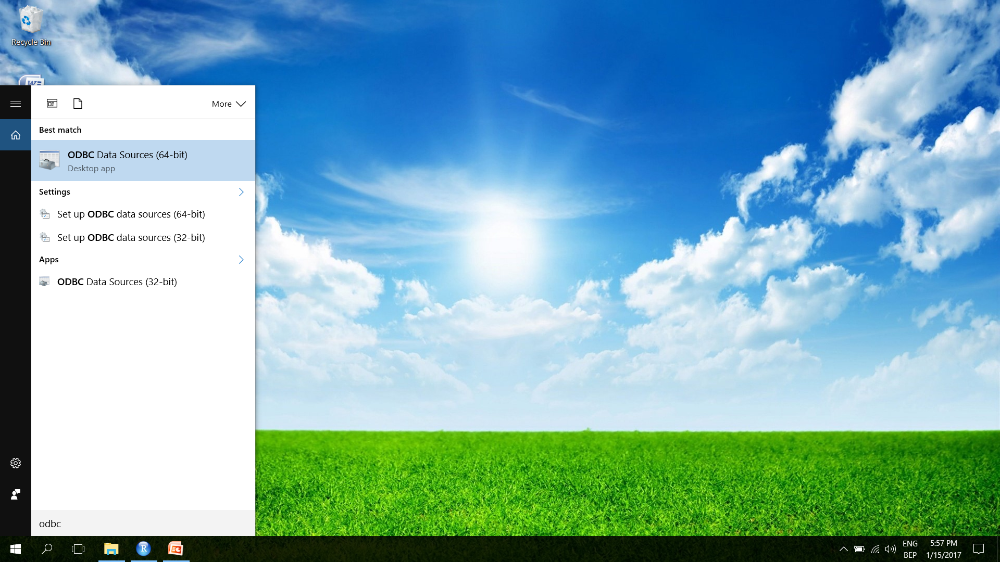 Recycle Bin
W
More
Best match
ODBC Data Sources (64-bit)
Desktop app
Settings
Set up ODBC data sources (64-bit)
Set up ODBC data sources (32-bit)
Apps
ODBC Data Sources (32-bit)
odbc
R
ENG
BEP
5:57 PM
1/15/2017